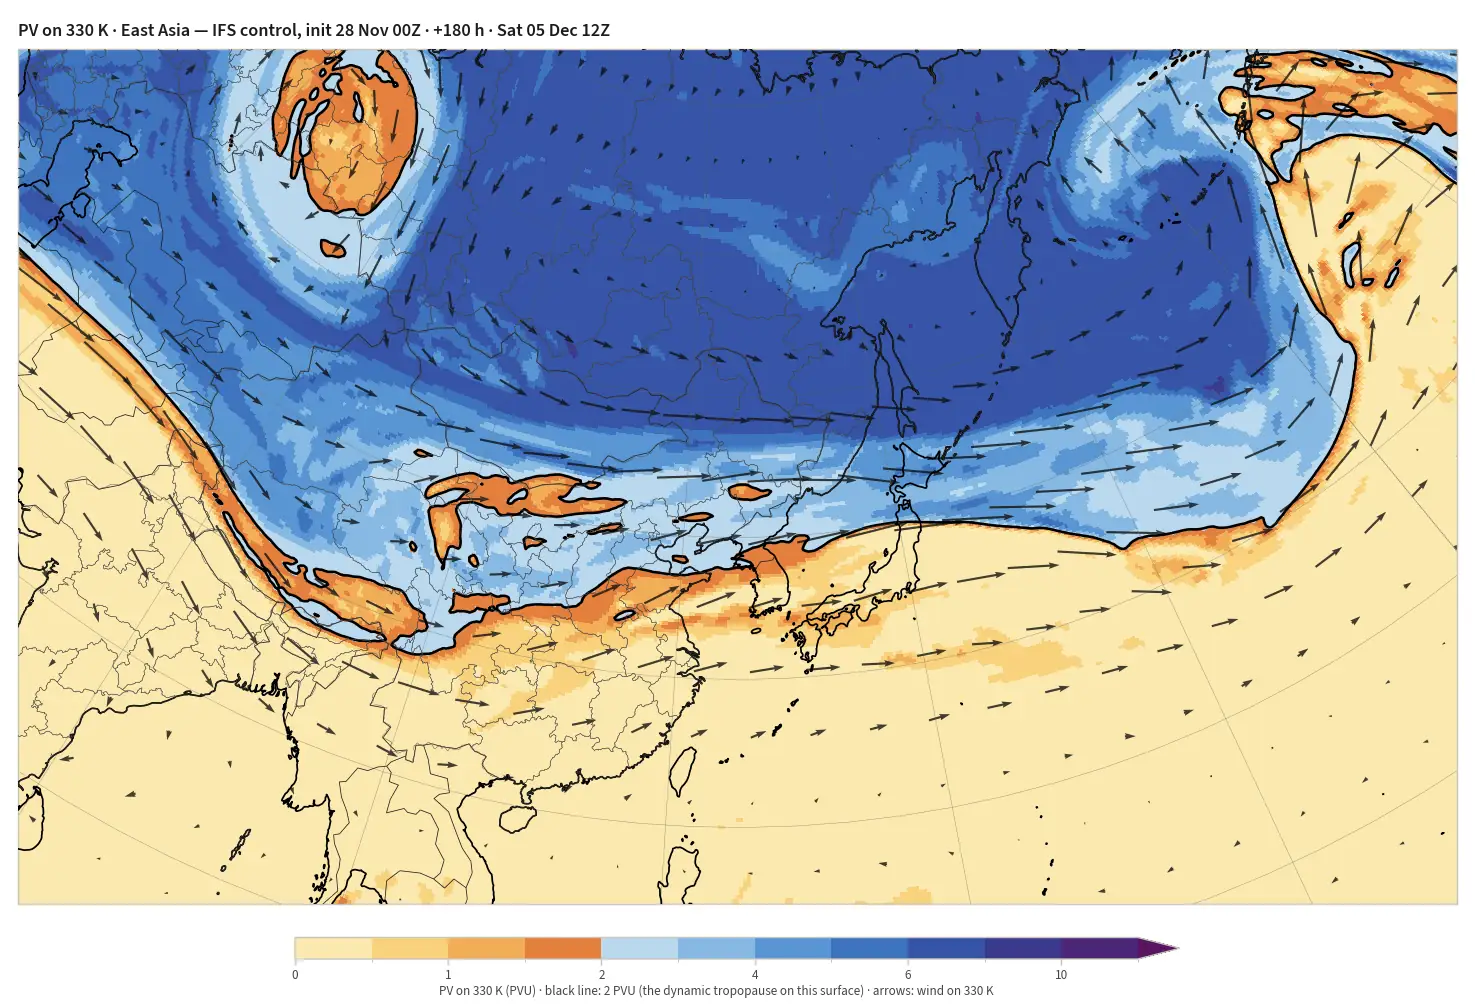 PV on 330 K · East Asia — IFS control, init 28 Nov 00Z · +180 h · Sat 05 Dec 12Z
0 1 2 4 6 10
PV on 330 K (PVU) · black line: 2 PVU (the dynamic tropopause on this surface) · arrows: wind on 330 K